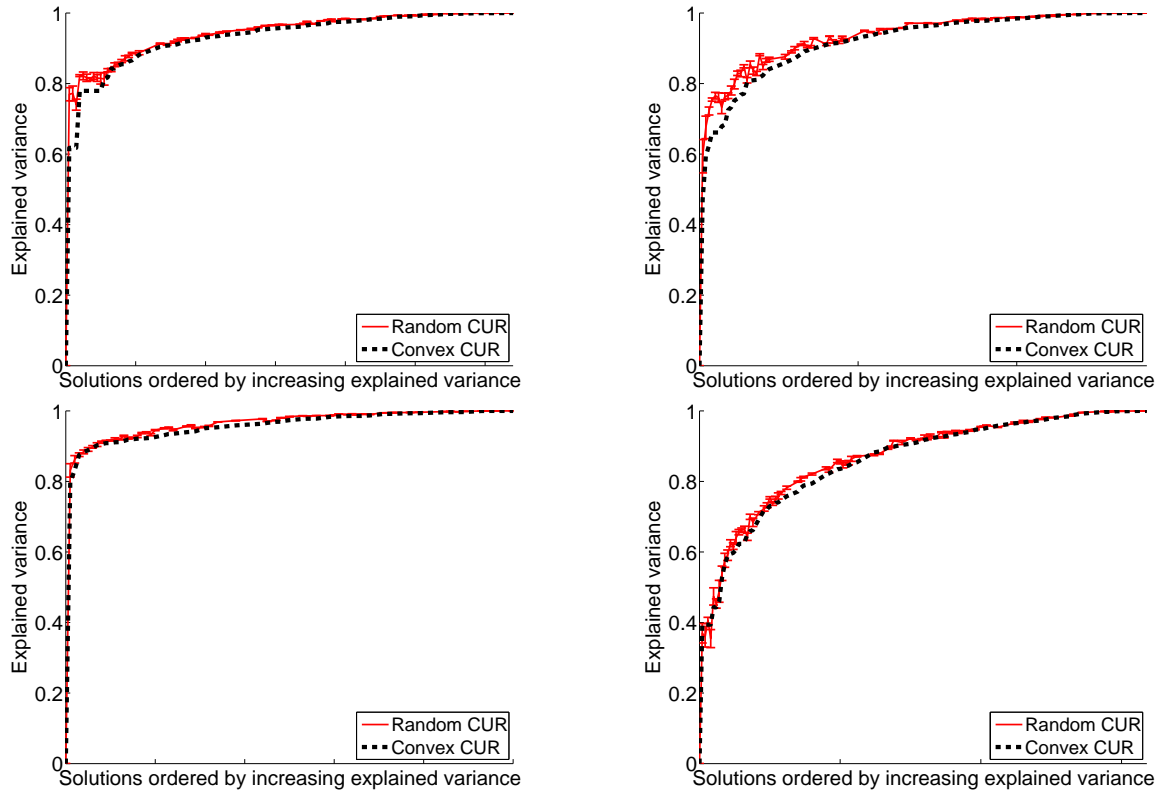 1
0.8
0.6
0.4
0.2
0
Explained variance
Random CUR
Convex CUR
Solutions ordered by increasing explained variance
1
0.8
0.6
0.4
0.2
0
Explained variance
Random CUR
Convex CUR
Solutions ordered by increasing explained variance
1
0.8
0.6
0.4
0.2
0
Explained variance
Random CUR
Convex CUR
Solutions ordered by increasing explained variance
1
0.8
0.6
0.4
0.2
0
Explained variance
Random CUR
Convex CUR
Solutions ordered by increasing explained variance